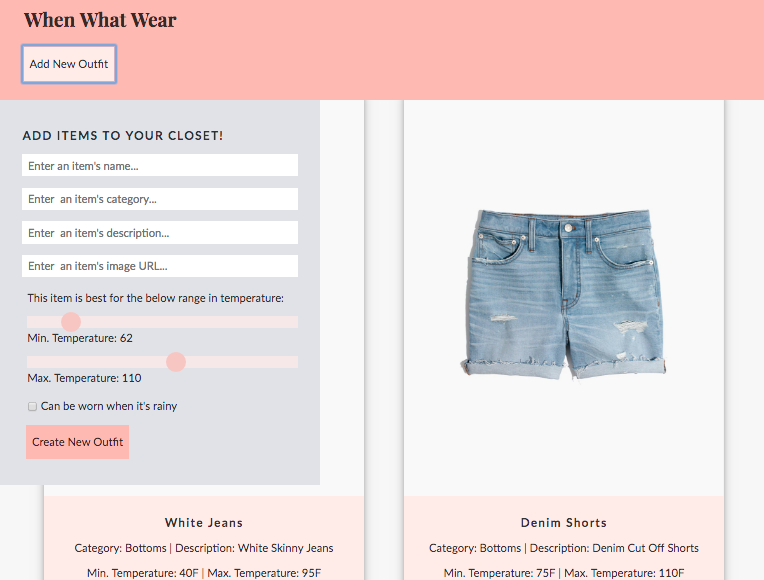 When What Wear
Add New Outfit
ADD ITEMS TO YOUR CLOSET!
Enter an item's name...
Enter  an item's category...
Enter  an item's description...
Enter  an item's image URL...
This item is best for the below range in temperature:
Min. Temperature: 62
Max. Temperature: 110
Can be worn when it's rainy
Create New Outfit
White Jeans
Category: Bottoms | Description: White Skinny Jeans
Min. Temperature: 40F | Max. Temperature: 95F
Denim Shorts
Category: Bottoms | Description: Denim Cut Off Shorts
Min. Temperature: 75F | Max. Temperature: 110F